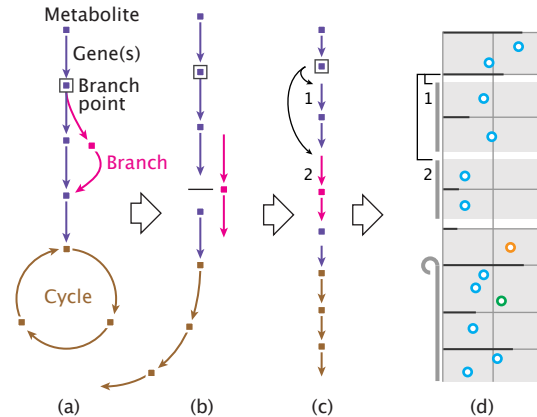 Metabolite
Gene(s)
Branch
point
Branch
Cycle
1
2
1
2
(a)
(b)
(c)
(d)